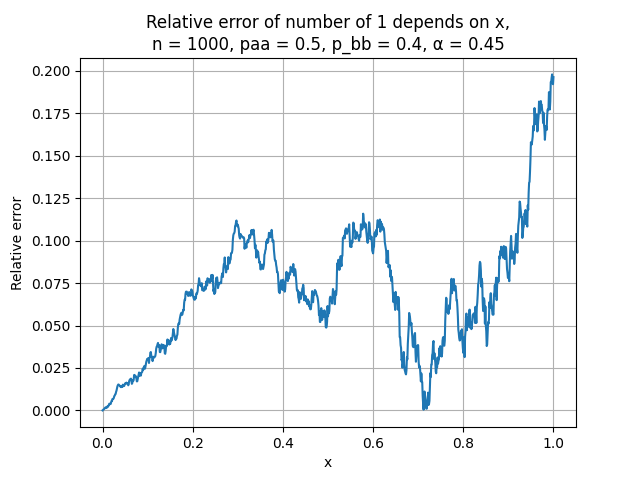 Relative error of number of 1 depends on x,
n = 1000, paa = 0.5, p_bb = 0.4, α = 0.45
Relative error
0.200
0.175
0.150
0.125
0.100
0.075
0.050
0.025
0.000
0.0 0.2 0.4 0.6 0.8 1.0
x